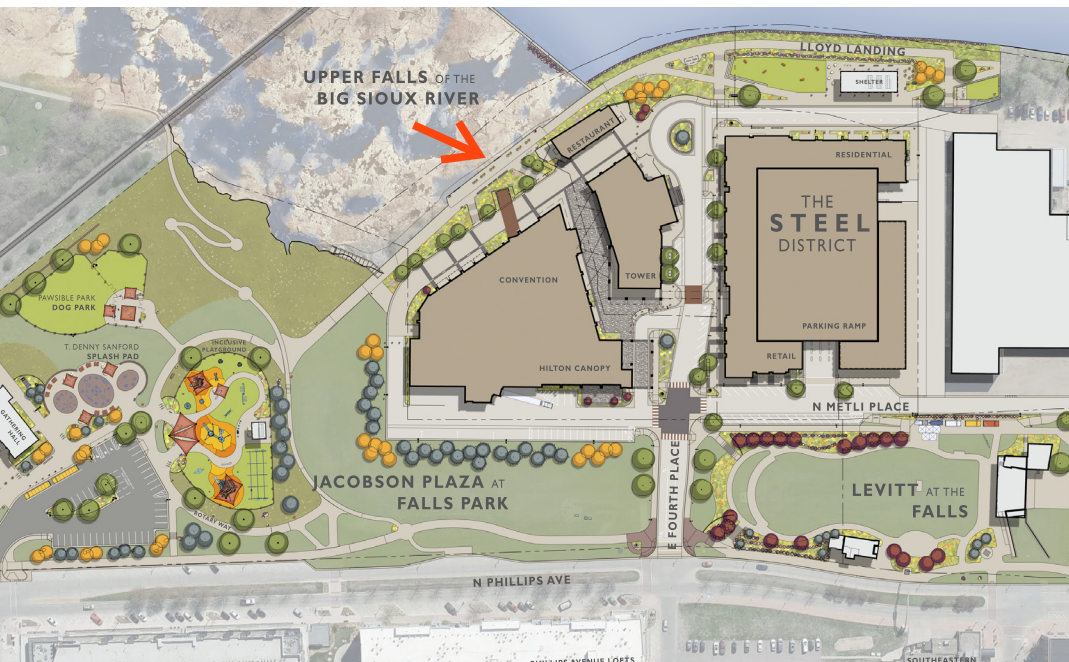 LLOYD LANDING
UPPER FALLS OF THE
BIG SIOUX RIVER
SHELTER
RESTAURANT
RESIDENTIAL
THE
STEEL
DISTRICT
CONVENTION
TOWER
PAWSIBLE PARK
DOG PARK
PARKING RAMP
T. DENNY SANFORD
SPLASH PAD
INCLUSIVE
PLAYGROUND
RETAIL
HILTON CANOPY
N METLI PLACE
GATHERING
HALL
JACOBSON PLAZA AT
FALLS PARK
E FOURTH PLACE
LEVITT AT THE
FALLS
ROTARY WAY
N PHILLIPS AVE
PHILLIPS AVENUE LOFTS
SOUTHEASTERN